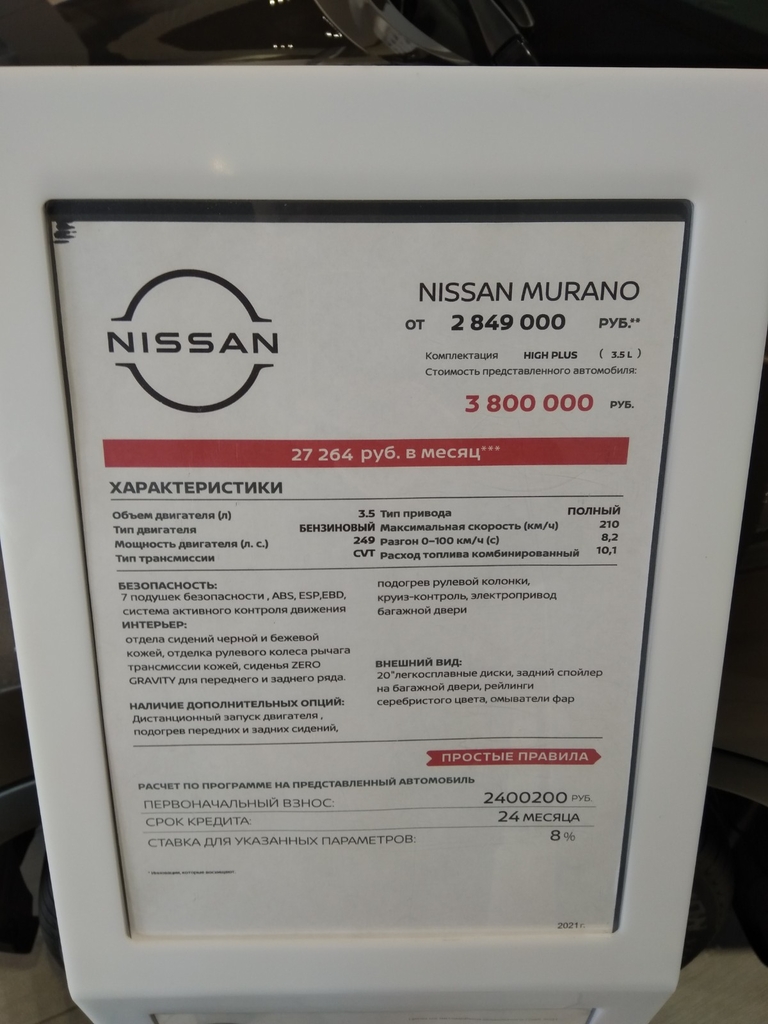 NISSAN
NISSAN MURANO
ОТ 2 849 000 РУБ.**
Комплектация HIGH PLUS ( 3.5 L )
Стоимость представленного автомобиля:
3 800 000 РУБ.
27 264 руб. в месяц***
ХАРАКТЕРИСТИКИ
Объем двигателя (л) 3.5
Тип двигателя БЕНЗИНОВЫЙ
Мощность двигателя (л. с.) 249
Тип трансмиссии CVT
Тип привода ПОЛНЫЙ
Максимальная скорость (км/ч) 210
Разгон 0-100 км/ч (с) 8,2
Расход топлива комбинированный 10,1
БЕЗОПАСНОСТЬ:
7 подушек безопасности , ABS, ESP,EBD,
система активного контроля движения
ИНТЕРЬЕР:
отдела сидений черной и бежевой
кожей, отделка рулевого колеса рычага
трансмиссии кожей, сиденья ZERO
GRAVITY для переднего и заднего ряда.
НАЛИЧИЕ ДОПОЛНИТЕЛЬНЫХ ОПЦИЙ:
Дистанционный запуск двигателя ,
подогрев передних и задних сидений,
подогрев рулевой колонки,
круиз-контроль, электропривод
багажной двери
ВНЕШНИЙ ВИД:
20"легкосплавные диски, задний спойлер
на багажной двери, рейлинги
серебристого цвета, омыватели фар
ПРОСТЫЕ ПРАВИЛА
РАСЧЕТ ПО ПРОГРАММЕ НА ПРЕДСТАВЛЕННЫЙ АВТОМОБИЛЬ
ПЕРВОНАЧАЛЬНЫЙ ВЗНОС: 2400200 РУБ.
СРОК КРЕДИТА: 24 МЕСЯЦА
СТАВКА ДЛЯ УКАЗАННЫХ ПАРАМЕТРОВ: 8 %
2021г.